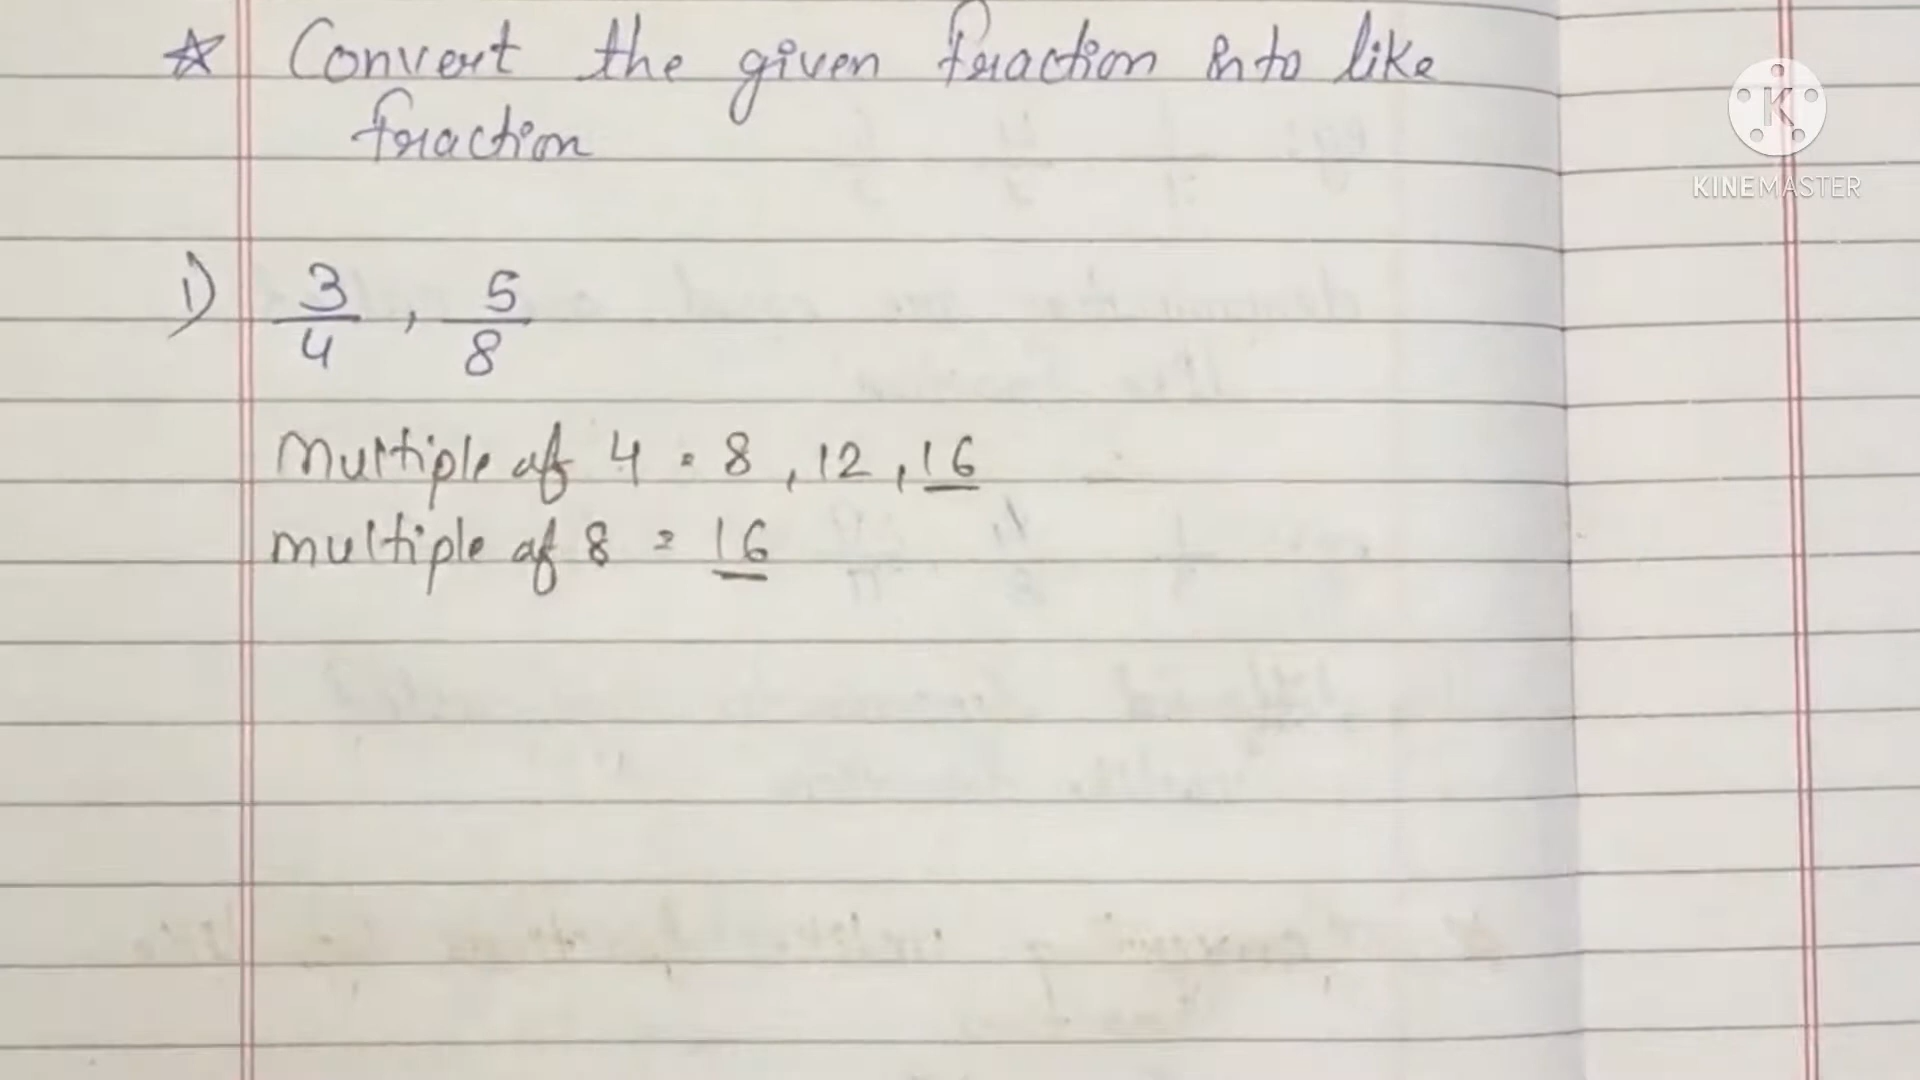 ☆ Convert the given fraction into like
fraction
1) 3/4 , 5/8
Multiple of 4 = 8 , 12 , 16
multiple of 8 = 16
K
KINEMASTER